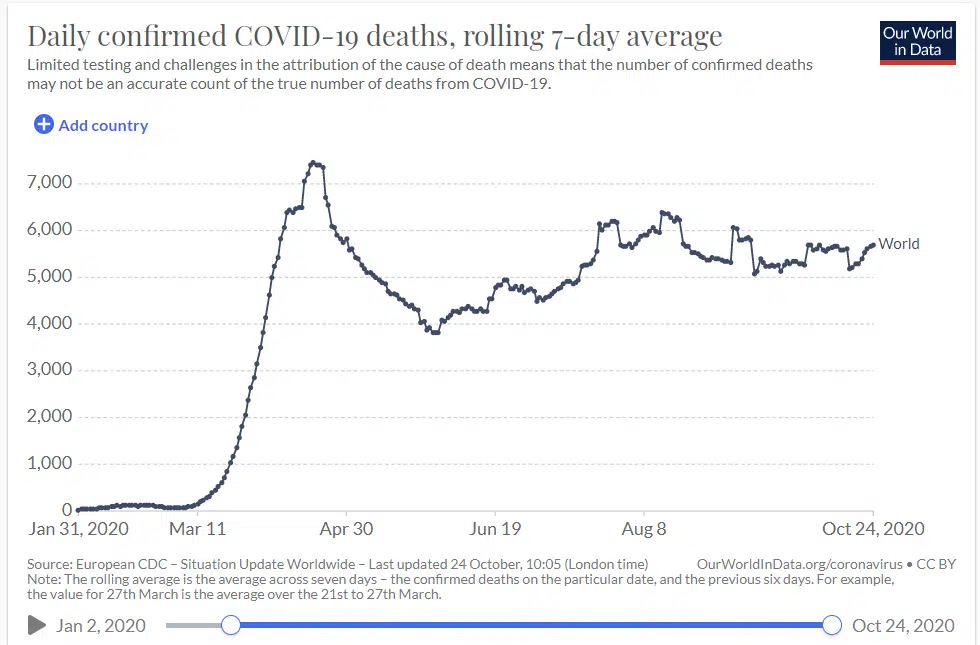 Daily confirmed COVID-19 deaths, rolling 7-day average
Our World
in Data
Limited testing and challenges in the attribution of the cause of death means that the number of confirmed deaths
may not be an accurate count of the true number of deaths from COVID-19.
Add country
7,000
6,000
5,000
4,000
3,000
2,000
1,000
0
World
Jan 31, 2020 Mar 11 Apr 30 Jun 19 Aug 8 Oct 24, 2020
Source: European CDC – Situation Update Worldwide – Last updated 24 October, 10:05 (London time) OurWorldInData.org/coronavirus • CC BY
Note: The rolling average is the average across seven days – the confirmed deaths on the particular date, and the previous six days. For example,
the value for 27th March is the average over the 21st to 27th March.
Jan 2, 2020 Oct 24, 2020